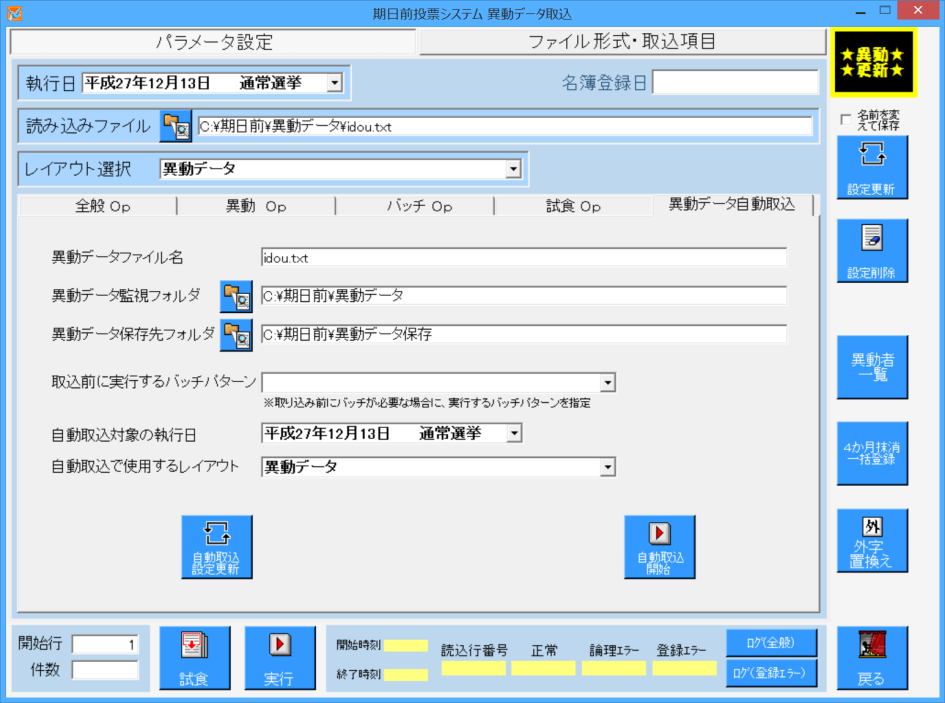 期日前投票システム 異動データ取込
パラメータ設定
ファイル形式・取込項目
★異動★
★更新★
執行日 平成27年12月13日 通常選挙
名簿登録日
名前を変
えて保存
読み込みファイル C:¥期日前¥異動データ¥idou.txt
設定更新
レイアウト選択 異動データ
全般 Op
異動 Op
バッチ Op
試食 Op
異動データ自動取込
設定削除
異動データファイル名 idou.txt
異動データ監視フォルダ C:¥期日前¥異動データ
異動データ保存先フォルダ C:¥期日前¥異動データ保存
異動者
一覧
取込前に実行するバッチパターン
※取り込み前にバッチが必要な場合に、実行するバッチパターンを指定
自動取込対象の執行日 平成27年12月13日 通常選挙
自動取込で使用するレイアウト 異動データ
4か月抹消
一括登録
外
外字
置換え
自動取込
設定更新
自動取込
開始
開始行 1
件数
試食
実行
開始時刻
終了時刻
読込行番号
正常
論理エラー
登録エラー
ログ(全般)
ログ(登録エラー)
戻る